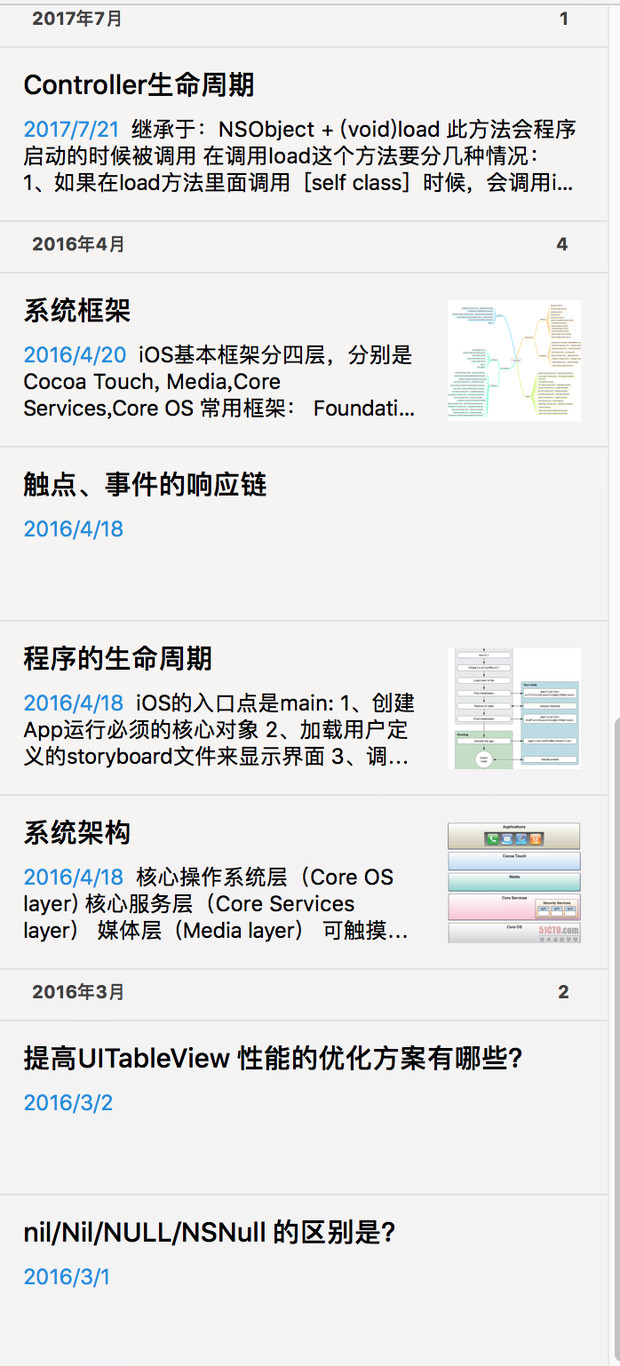 2017年7月 1
Controller生命周期
2017/7/21 继承于：NSObject + (void)load 此方法会程序
启动的时候被调用 在调用load这个方法要分几种情况：
1、如果在load方法里面调用［self class］时候，会调用i...
2016年4月 4
系统框架
2016/4/20 iOS基本框架分四层，分别是
Cocoa Touch, Media,Core
Services,Core OS 常用框架： Foundati...
触点、事件的响应链
2016/4/18
程序的生命周期
2016/4/18 iOS的入口点是main: 1、创建
App运行必须的核心对象 2、加载用户定
义的storyboard文件来显示界面 3、调...
系统架构
2016/4/18 核心操作系统层（Core OS
layer) 核心服务层（Core Services
layer） 媒体层（Media layer） 可触摸...
Applications
Cocoa Touch
Media
Core Services
Security Services
Core OS
51CTO.com
2016年3月 2
提高UITableView 性能的优化方案有哪些?
2016/3/2
nil/Nil/NULL/NSNull 的区别是?
2016/3/1